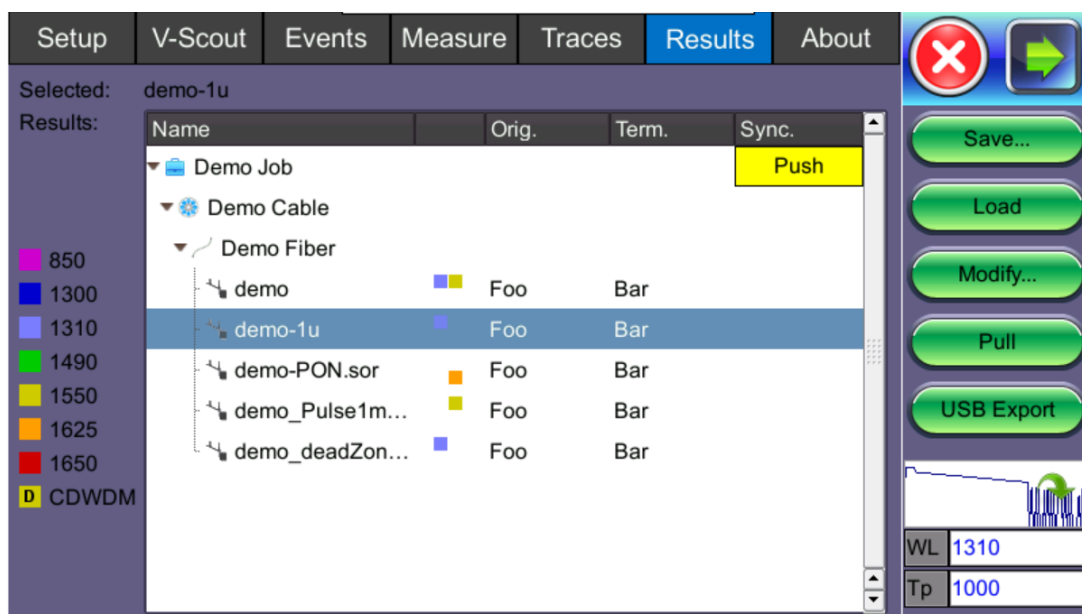 Setup V-Scout Events Measure Traces Results About
Selected: demo-1u
Results:
Name Orig. Term. Sync.
Demo Job Push
Demo Cable
Demo Fiber
demo Foo Bar
demo-1u Foo Bar
demo-PON.sor Foo Bar
demo_Pulse1m... Foo Bar
demo_deadZon... Foo Bar
850
1300
1310
1490
1550
1625
1650
D CDWDM
Save...
Load
Modify...
Pull
USB Export
WL 1310
Tp 1000